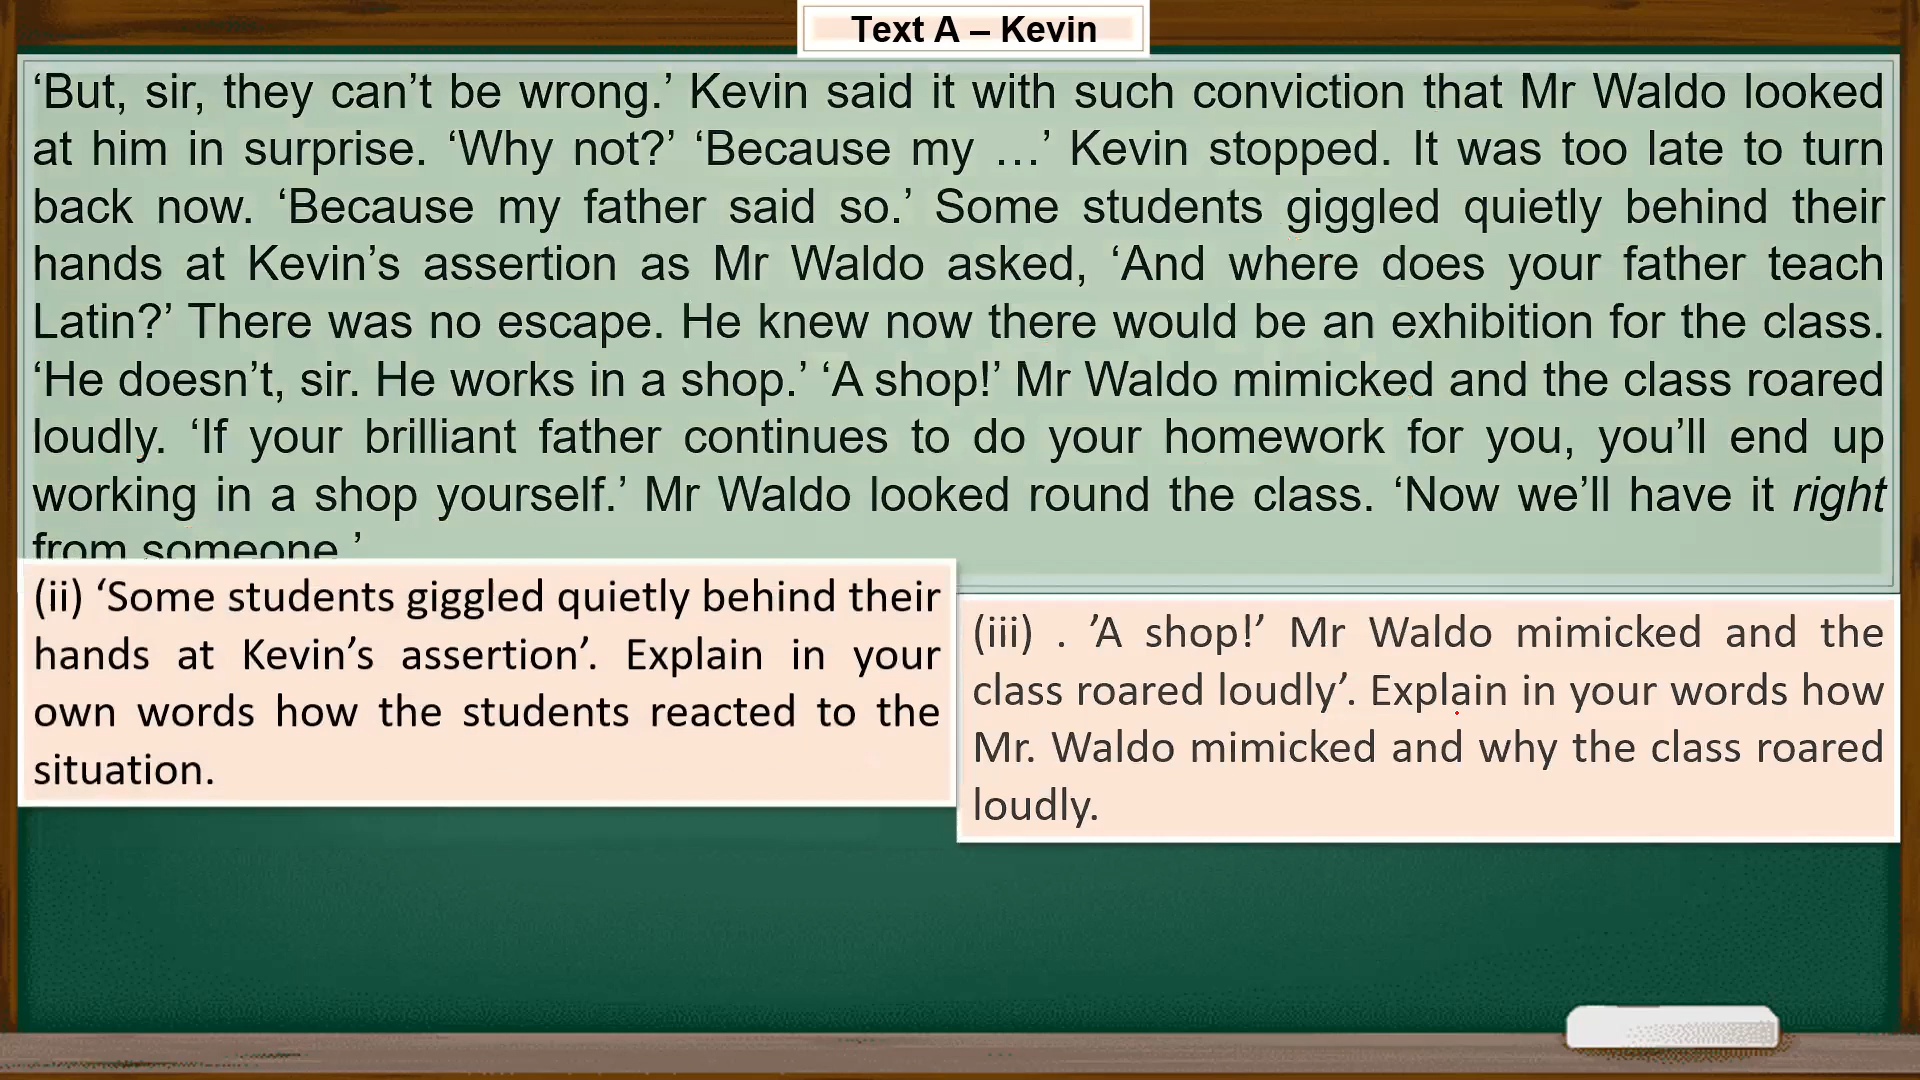 Text A – Kevin
‘But, sir, they can’t be wrong.’ Kevin said it with such conviction that Mr Waldo looked
at him in surprise. ‘Why not?’ ‘Because my …’ Kevin stopped. It was too late to turn
back now. ‘Because my father said so.’ Some students giggled quietly behind their
hands at Kevin’s assertion as Mr Waldo asked, ‘And where does your father teach
Latin?’ There was no escape. He knew now there would be an exhibition for the class.
‘He doesn’t, sir. He works in a shop.’ ‘A shop!’ Mr Waldo mimicked and the class roared
loudly. ‘If your brilliant father continues to do your homework for you, you’ll end up
working in a shop yourself.’ Mr Waldo looked round the class. ‘Now we’ll have it right
from someone.’
(ii) ‘Some students giggled quietly behind their
hands at Kevin’s assertion’. Explain in your
own words how the students reacted to the
situation.
(iii) . ’A shop!’ Mr Waldo mimicked and the
class roared loudly’. Explain in your words how
Mr. Waldo mimicked and why the class roared
loudly.